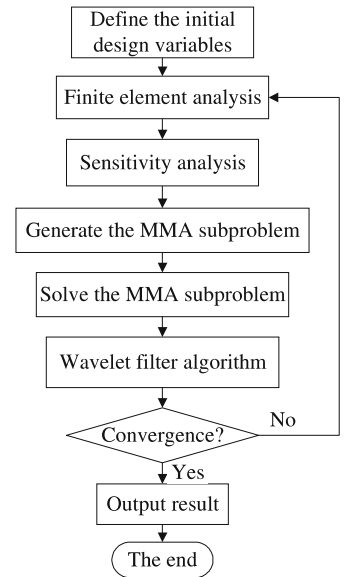 Define the initial
design variables
Finite element analysis
Sensitivity analysis
Generate the MMA subproblem
Solve the MMA subproblem
Wavelet filter algorithm
Convergence?
No
Yes
Output result
The end